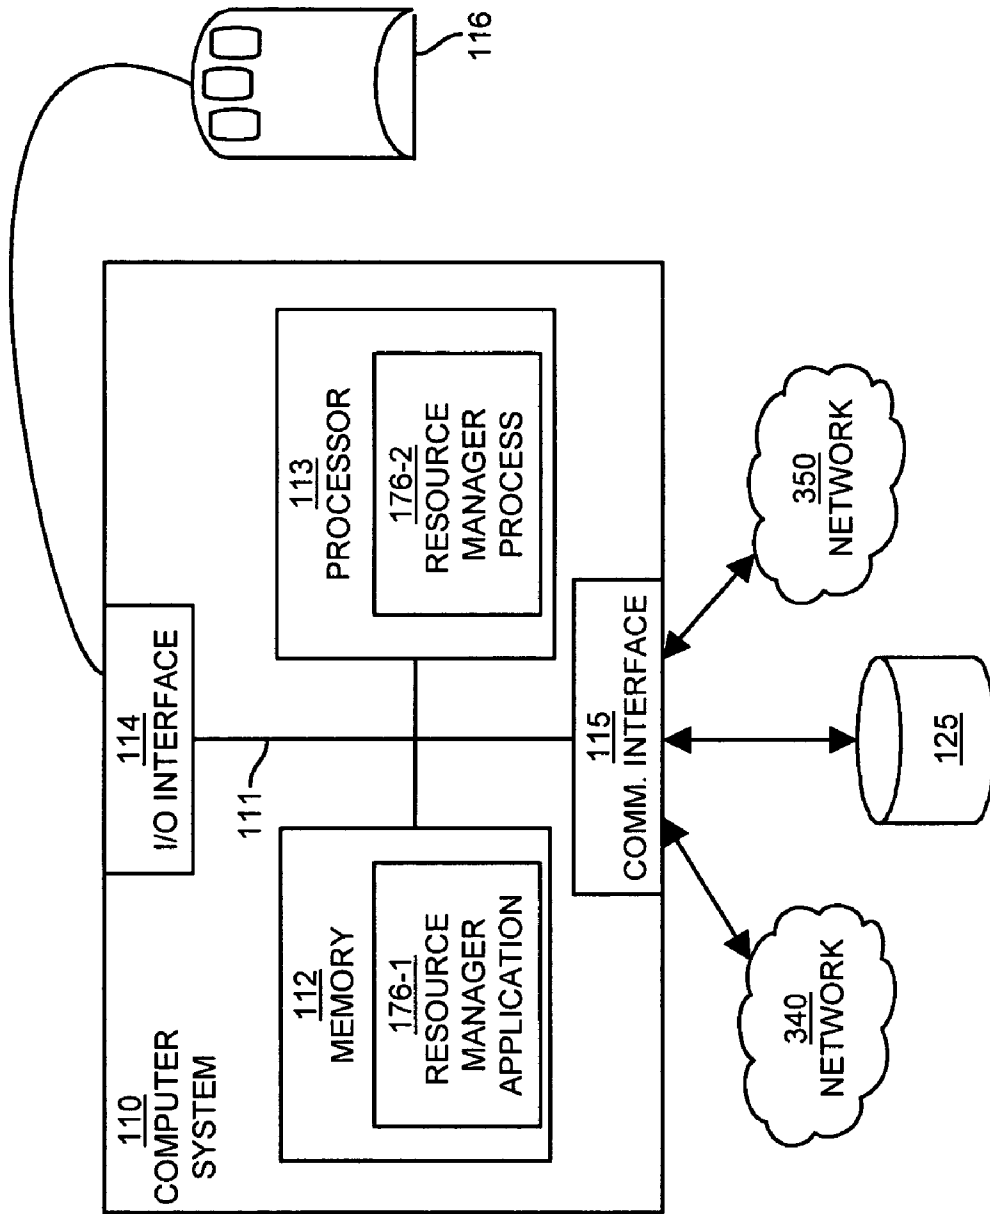 110
COMPUTER
SYSTEM
114
I/O INTERFACE
116
111
112
MEMORY
176-1
RESOURCE
MANAGER
APPLICATION
113
PROCESSOR
176-2
RESOURCE
MANAGER
PROCESS
115
COMM. INTERFACE
340
NETWORK
125
350
NETWORK